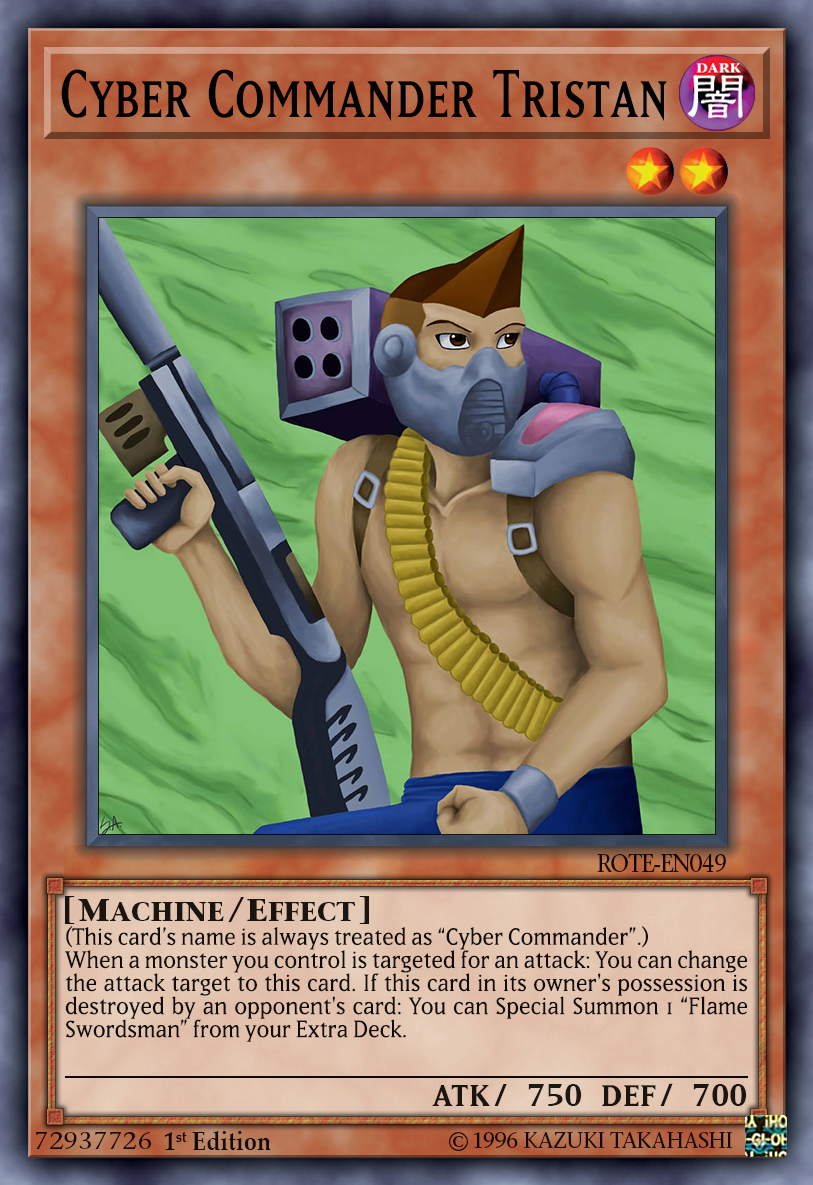 CYBER COMMANDER TRISTAN
DARK
闇
SA
ROTE-EN049
[MACHINE/EFFECT]
(This card's name is always treated as “Cyber Commander”.)
When a monster you control is targeted for an attack: You can change
the attack target to this card. If this card in its owner's possession is
destroyed by an opponent's card: You can Special Summon 1 “Flame
Swordsman” from your Extra Deck.
ATK/ 750 DEF/ 700
72937726 1st Edition
© 1996 KAZUKI TAKAHASHI